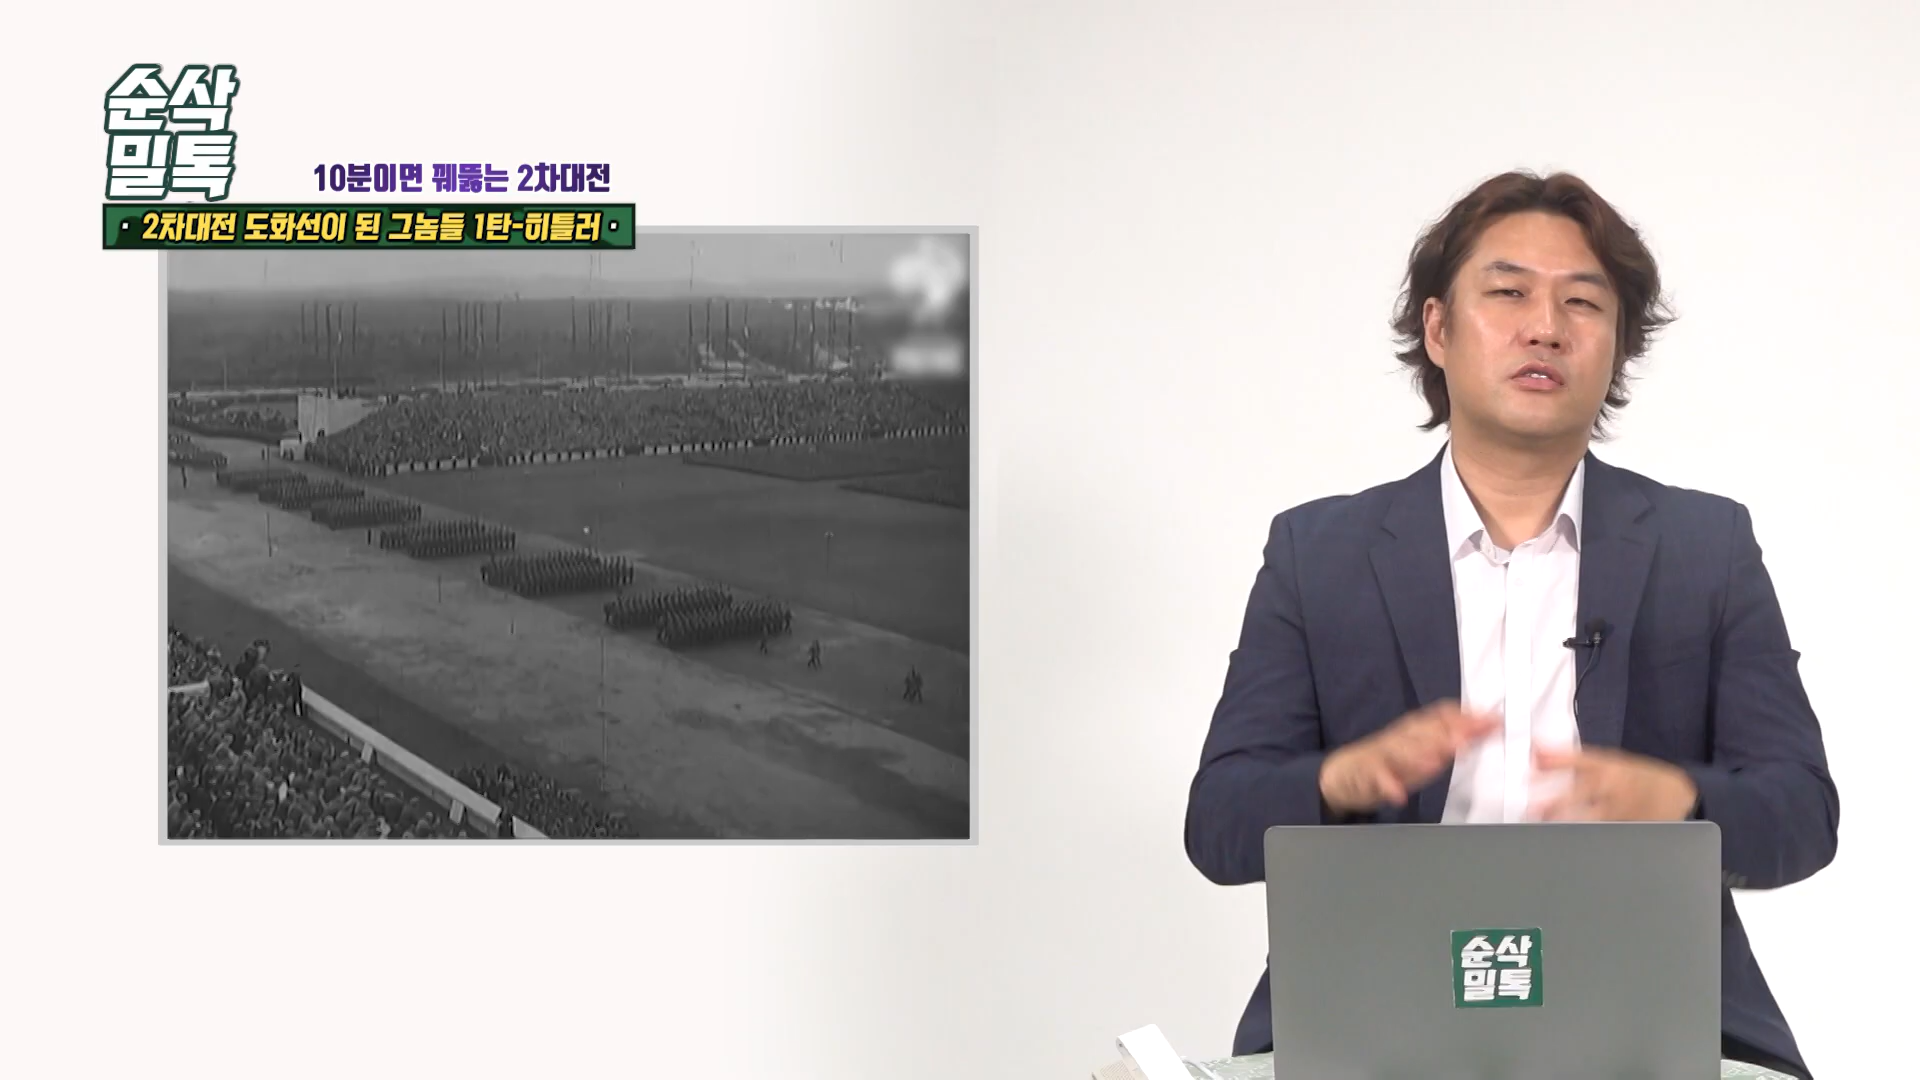 순삭
밀톡
10분이면 꿰뚫는 2차대전
· 2차대전 도화선이 된 그놈들 1탄-히틀러 ·
순삭
밀톡